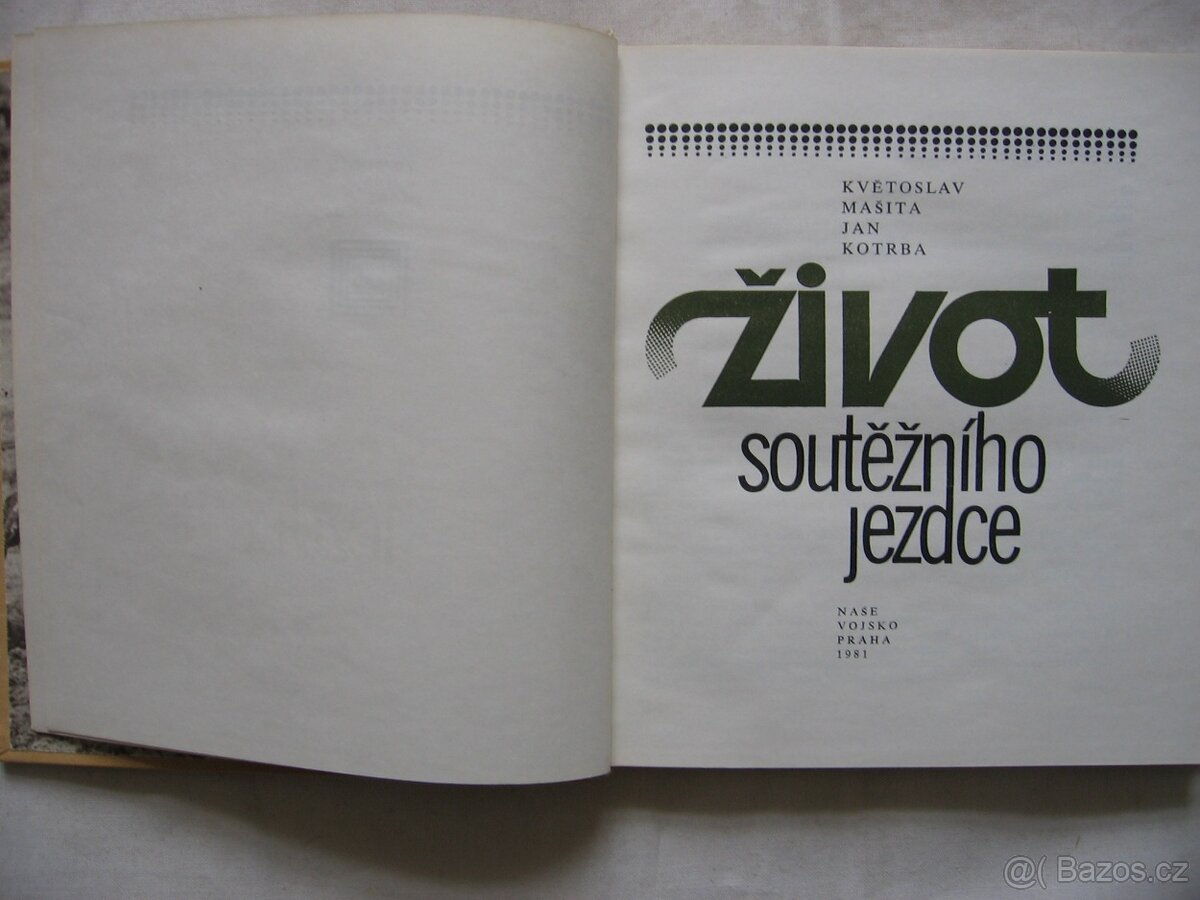 KVĚTOSLAV
MAŠITA
JAN
KOTRBA
život
soutěžního
jezdce
NAŠE
VOJSKO
PRAHA
1981
@( Bazos.cz